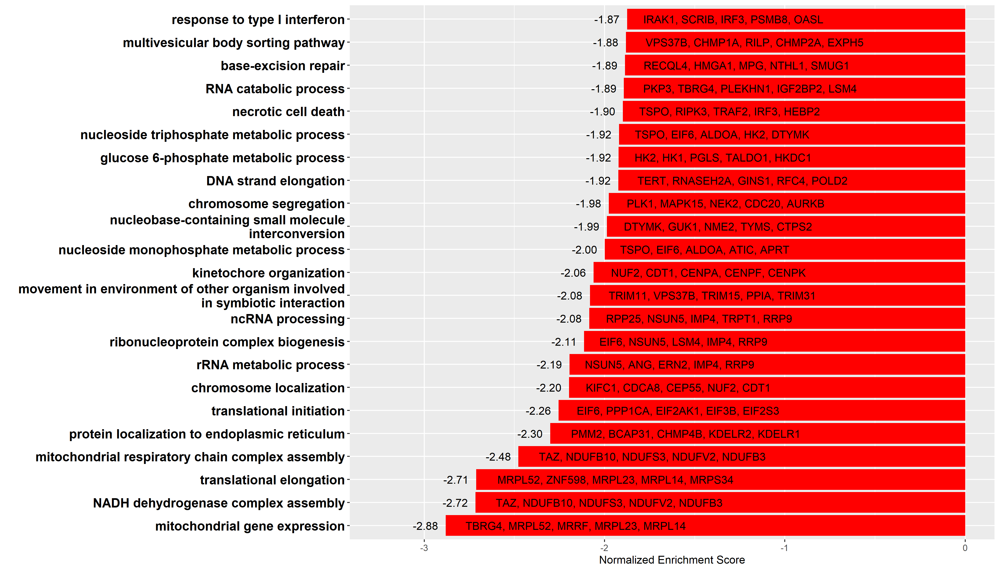 response to type I interferon -1.87 IRAK1, SCRIB, IRF3, PSMB8, OASL
multivesicular body sorting pathway -1.88 VPS37B, CHMP1A, RILP, CHMP2A, EXPH5
base-excision repair -1.89 RECQL4, HMGA1, MPG, NTHL1, SMUG1
RNA catabolic process -1.89 PKP3, TBRG4, PLEKHN1, IGF2BP2, LSM4
necrotic cell death -1.90 TSPO, RIPK3, TRAF2, IRF3, HEBP2
nucleoside triphosphate metabolic process -1.92 TSPO, EIF6, ALDOA, HK2, DTYMK
glucose 6-phosphate metabolic process -1.92 HK2, HK1, PGLS, TALDO1, HKDC1
DNA strand elongation -1.92 TERT, RNASEH2A, GINS1, RFC4, POLD2
chromosome segregation -1.98 PLK1, MAPK15, NEK2, CDC20, AURKB
nucleobase-containing small molecule
interconversion -1.99 DTYMK, GUK1, NME2, TYMS, CTPS2
nucleoside monophosphate metabolic process -2.00 TSPO, EIF6, ALDOA, ATIC, APRT
kinetochore organization -2.06 NUF2, CDT1, CENPA, CENPF, CENPK
movement in environment of other organism involved
in symbiotic interaction -2.08 TRIM11, VPS37B, TRIM15, PPIA, TRIM31
ncRNA processing -2.08 RPP25, NSUN5, IMP4, TRPT1, RRP9
ribonucleoprotein complex biogenesis -2.11 EIF6, NSUN5, LSM4, IMP4, RRP9
rRNA metabolic process -2.19 NSUN5, ANG, ERN2, IMP4, RRP9
chromosome localization -2.20 KIFC1, CDCA8, CEP55, NUF2, CDT1
translational initiation -2.26 EIF6, PPP1CA, EIF2AK1, EIF3B, EIF2S3
protein localization to endoplasmic reticulum -2.30 PMM2, BCAP31, CHMP4B, KDELR2, KDELR1
mitochondrial respiratory chain complex assembly -2.48 TAZ, NDUFB10, NDUFS3, NDUFV2, NDUFB3
translational elongation -2.71 MRPL52, ZNF598, MRPL23, MRPL14, MRPS34
NADH dehydrogenase complex assembly -2.72 TAZ, NDUFB10, NDUFS3, NDUFV2, NDUFB3
mitochondrial gene expression -2.88 TBRG4, MRPL52, MRRF, MRPL23, MRPL14
-3 -2 -1 0
Normalized Enrichment Score